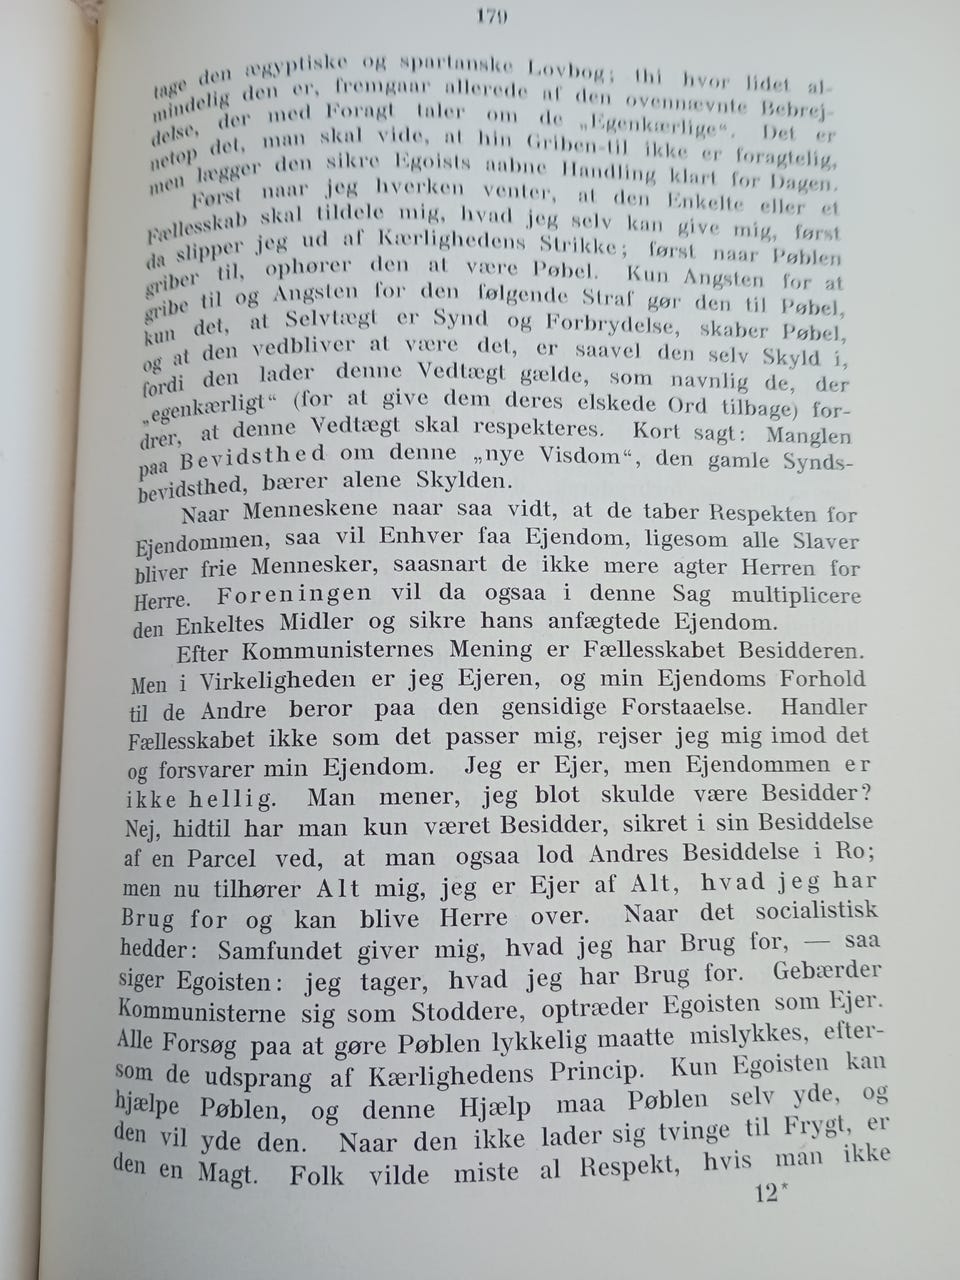 179
tage den ægyptiske og spartanske Lovbog; thi hvor lidet al-
mindelig den er, fremgaar allerede af den ovennævnte Bebrej-
delse, der med Foragt taler om de „Egenkærlige“. Det er
netop det, man skal vide, at hin Griben-til ikke er foragtelig,
men lægger den sikre Egoists aabne Handling klart for Dagen.
Først naar jeg hverken venter, at den Enkelte eller et
Fællesskab skal tildele mig, hvad jeg selv kan give mig, først
da slipper jeg ud af Kærlighedens Strikke; først naar Pøblen
griber til, ophører den at være Pøbel. Kun Angsten for at
gribe til og Angsten for den følgende Straf gør den til Pøbel,
kun det, at Selvtægt er Synd og Forbrydelse, skaber Pøbel,
og at den vedbliver at være det, er saavel den selv Skyld i,
fordi den lader denne Vedtægt gælde, som navnlig de, der
„egenkærligt“ (for at give dem deres elskede Ord tilbage) for-
drer, at denne Vedtægt skal respekteres. Kort sagt: Manglen
paa Bevidsthed om denne „nye Visdom“, den gamle Synds-
bevidsthed, bærer alene Skylden.
Naar Menneskene naar saa vidt, at de taber Respekten for
Ejendommen, saa vil Enhver faa Ejendom, ligesom alle Slaver
bliver frie Mennesker, saasnart de ikke mere agter Herren for
Herre. Foreningen vil da ogsaa i denne Sag multiplicere
den Enkeltes Midler og sikre hans anfægtede Ejendom.
Efter Kommunisternes Mening er Fællesskabet Besidderen.
Men i Virkeligheden er jeg Ejeren, og min Ejendoms Forhold
til de Andre beror paa den gensidige Forstaaelse. Handler
Fællesskabet ikke som det passer mig, rejser jeg mig imod det
og forsvarer min Ejendom. Jeg er Ejer, men Ejendommen er
ikke hellig. Man mener, jeg blot skulde være Besidder?
Nej, hidtil har man kun været Besidder, sikret i sin Besiddelse
af en Parcel ved, at man ogsaa lod Andres Besiddelse i Ro;
men nu tilhører Alt mig, jeg er Ejer af Alt, hvad jeg har
Brug for og kan blive Herre over. Naar det socialistisk
hedder: Samfundet giver mig, hvad jeg har Brug for, — saa
siger Egoisten: jeg tager, hvad jeg har Brug for. Gebærder
Kommunisterne sig som Stoddere, optræder Egoisten som Ejer.
Alle Forsøg paa at gøre Pøblen lykkelig maatte mislykkes, efter-
som de udsprang af Kærlighedens Princip. Kun Egoisten kan
hjælpe Pøblen, og denne Hjælp maa Pøblen selv yde, og
den vil yde den. Naar den ikke lader sig tvinge til Frygt, er
den en Magt. Folk vilde miste al Respekt, hvis man ikke
12*